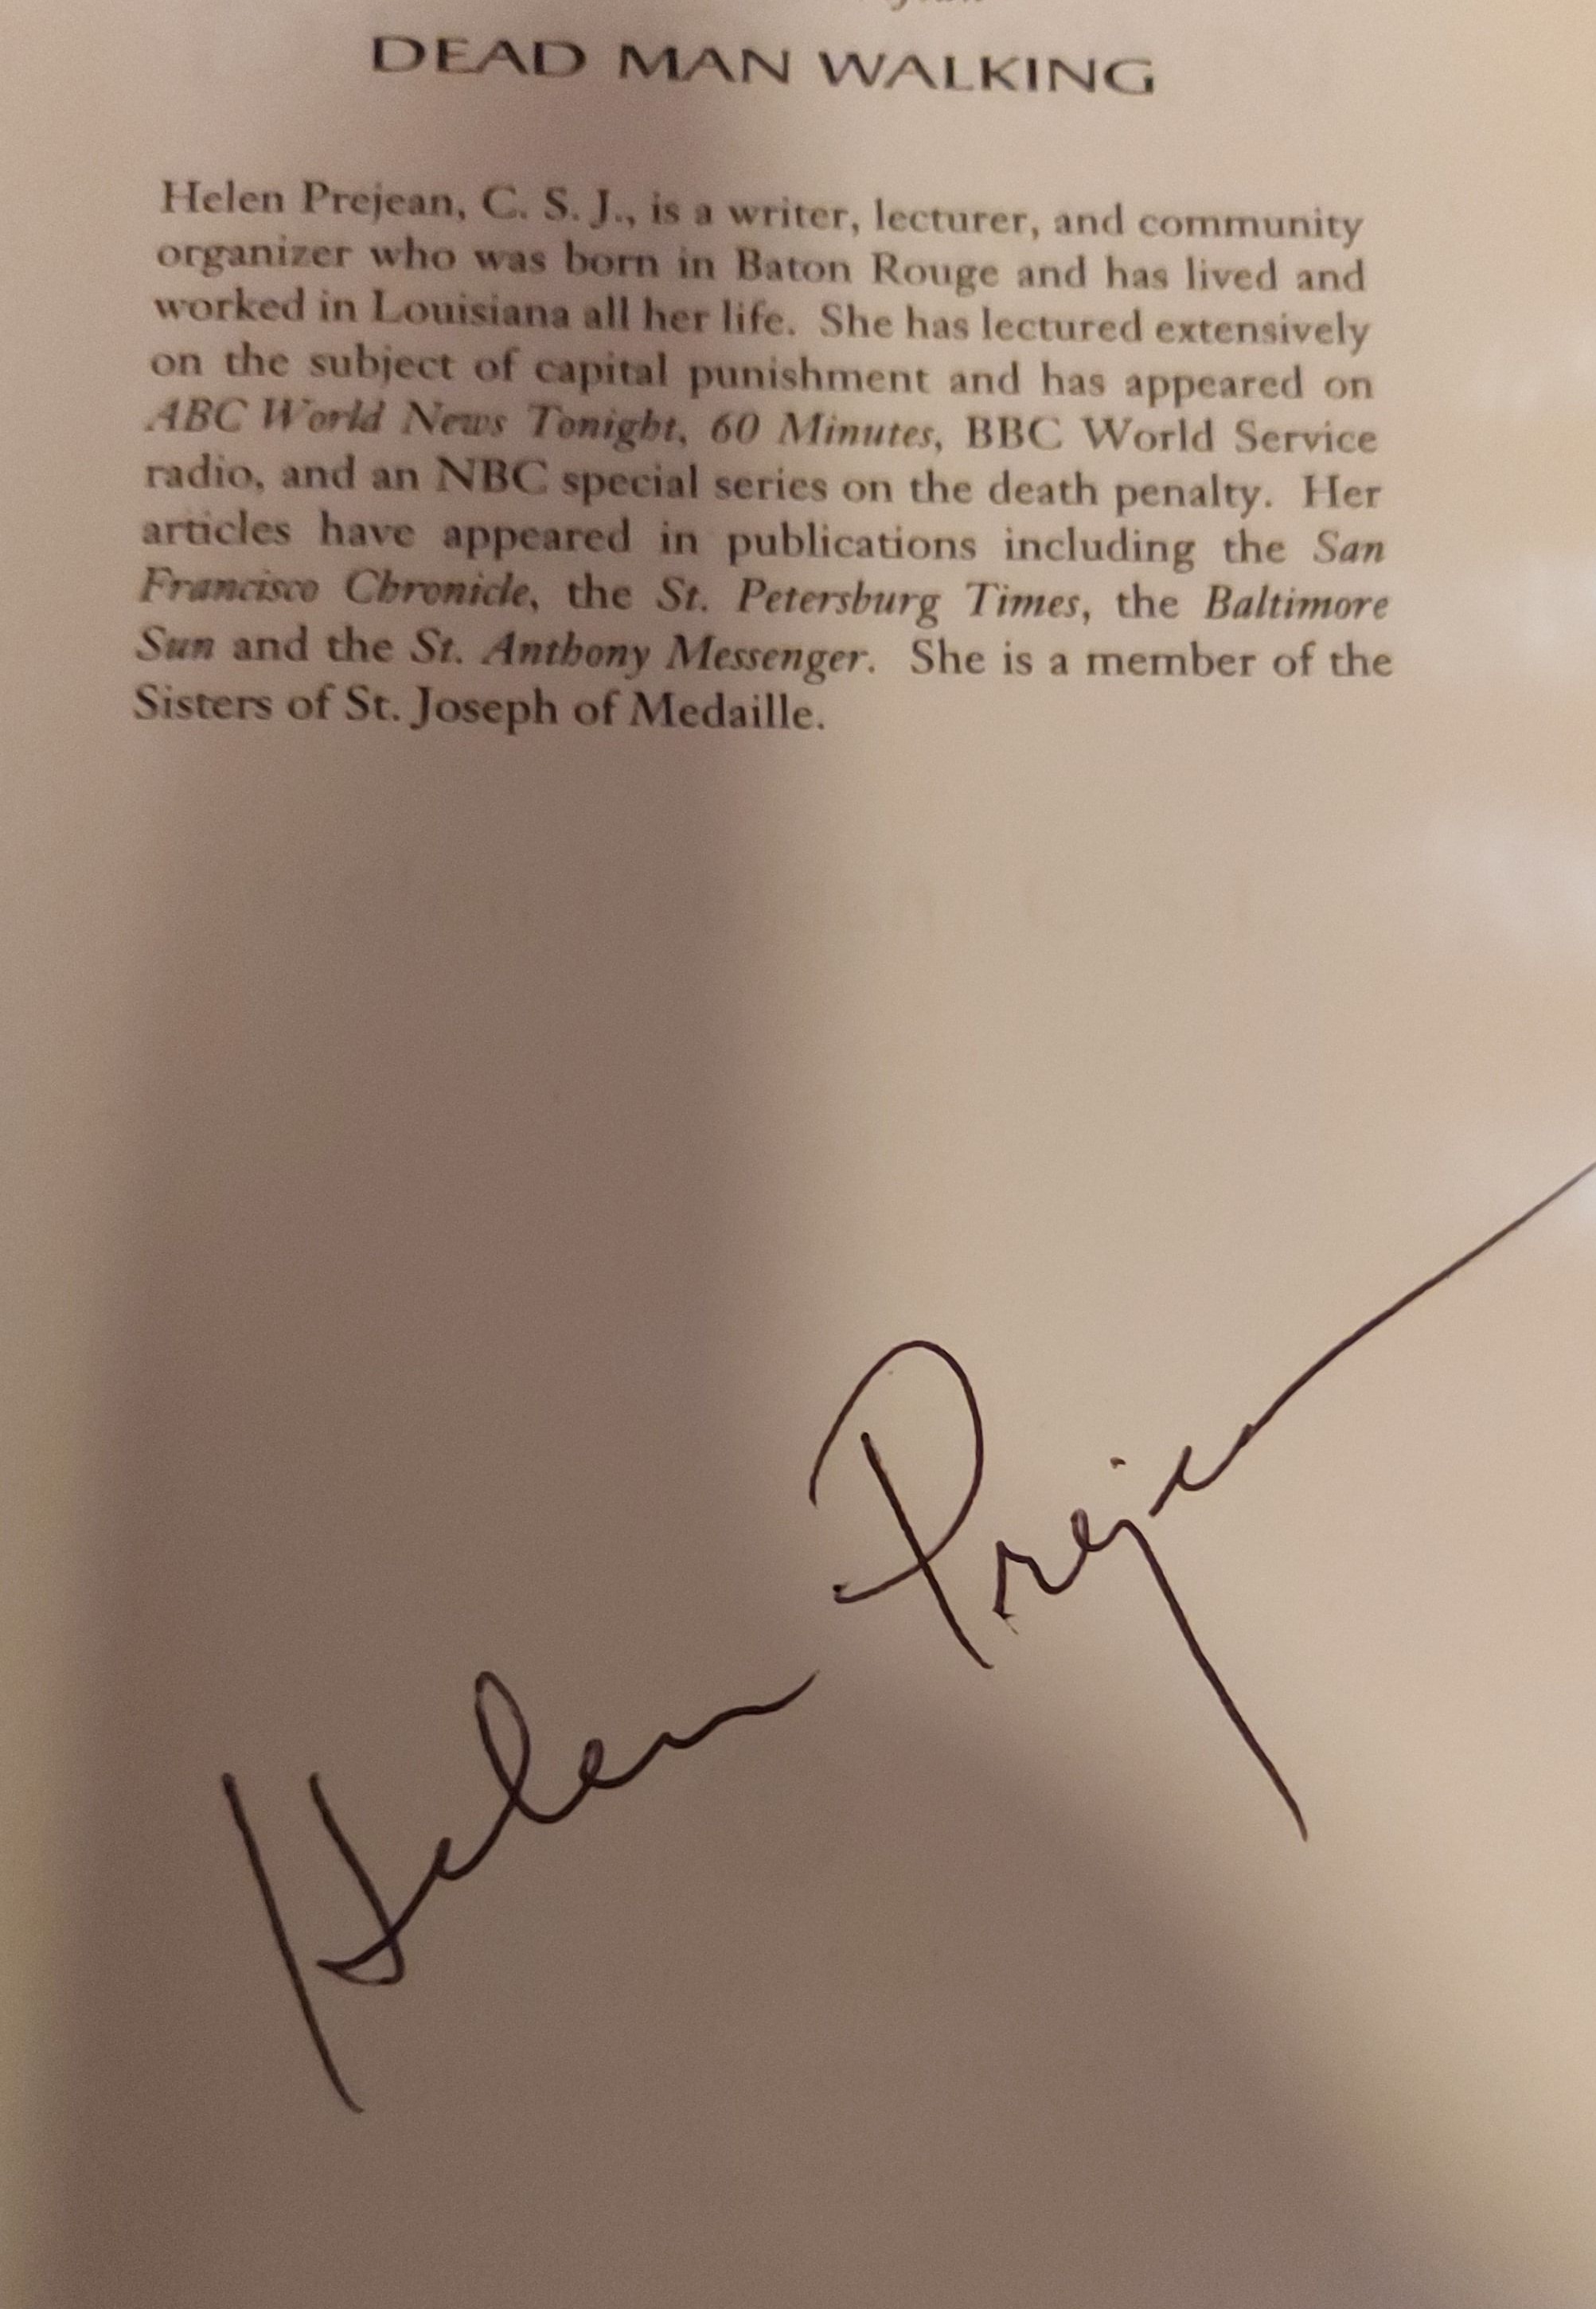 DEAD MAN WALKING
Helen Prejean, C. S. J., is a writer, lecturer, and community
organizer who was born in Baton Rouge and has lived and
worked in Louisiana all her life. She has lectured extensively
on the subject of capital punishment and has appeared on
ABC World News Tonight, 60 Minutes, BBC World Service
radio, and an NBC special series on the death penalty. Her
articles have appeared in publications including the San
Francisco Chronicle, the St. Petersburg Times, the Baltimore
Sun and the St. Anthony Messenger. She is a member of the
Sisters of St. Joseph of Medaille.
Helen Prejean